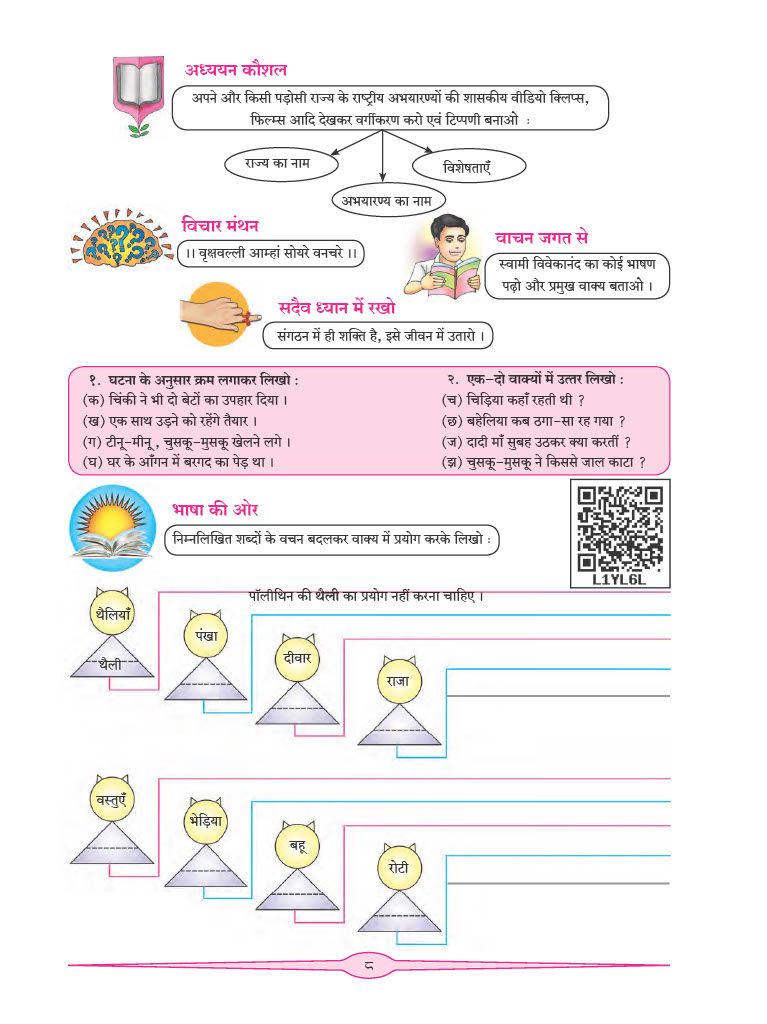 अध्ययन कौशल
अपने और किसी पड़ोसी राज्य के राष्ट्रीय अभयारण्यों की शासकीय वीडियो क्लिप्स,
फिल्म्स आदि देखकर वर्गीकरण करो एवं टिप्पणी बनाओ :
राज्य का नाम
विशेषताएँ
अभयारण्य का नाम
विचार मंथन
।। वृक्षवल्ली आम्हां सोयरे वनचरे ।।
वाचन जगत से
स्वामी विवेकानंद का कोई भाषण
पढ़ो और प्रमुख वाक्य बताओ ।
सदैव ध्यान में रखो
संगठन में ही शक्ति है, इसे जीवन में उतारो ।
१. घटना के अनुसार क्रम लगाकर लिखो :
(क) चिंकी ने भी दो बेटों का उपहार दिया ।
(ख) एक साथ उड़ने को रहेंगे तैयार ।
(ग) टीनू-मीनू , चुसकू-मुसकू खेलने लगे ।
(घ) घर के आँगन में बरगद का पेड़ था ।
२. एक-दो वाक्यों में उत्तर लिखो :
(च) चिड़िया कहाँ रहती थी ?
(छ) बहेलिया कब ठगा-सा रह गया ?
(ज) दादी माँ सुबह उठकर क्या करतीं ?
(झ) चुसकू-मुसकू ने किससे जाल काटा ?
भाषा की ओर
निम्नलिखित शब्दों के वचन बदलकर वाक्य में प्रयोग करके लिखो :
L1YL6L
पॉलीथिन की थैली का प्रयोग नहीं करना चाहिए ।
थैलियाँ
थैली
पंखा
दीवार
राजा
वस्तुएँ
भेड़िया
बहू
रोटी
८